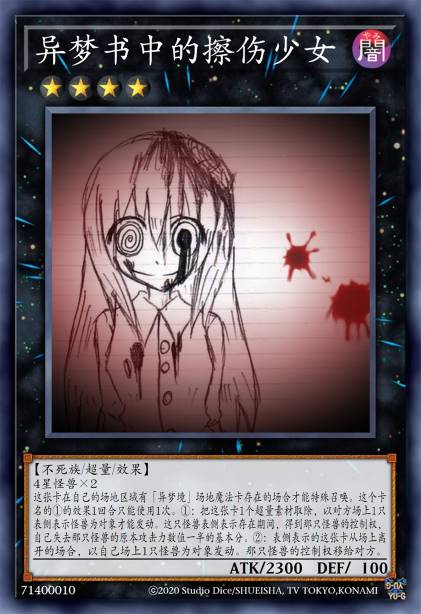 异梦书中的擦伤少女
闇
やみ
【不死族/超量/效果】
4星怪兽×2
这张卡在自己的场地区域有「异梦境」场地魔法卡存在的场合才能特殊召唤。这个卡
名的①的效果1回合只能使用1次。①：把这张卡1个超量素材取除，以对方场上1只
表侧表示怪兽为对象才能发动。这只怪兽表侧表示存在期间，得到那只怪兽的控制权，
自己失去那只怪兽的原本攻击力数值一半的基本分。②：表侧表示的这张卡从场上离
开的场合，以自己场上1只怪兽为对象发动。那只怪兽的控制权移给对方。
ATK/2300 DEF/ 100
71400010
©2020 Studio Dice/SHUEISHA, TV TOKYO,KONAMI